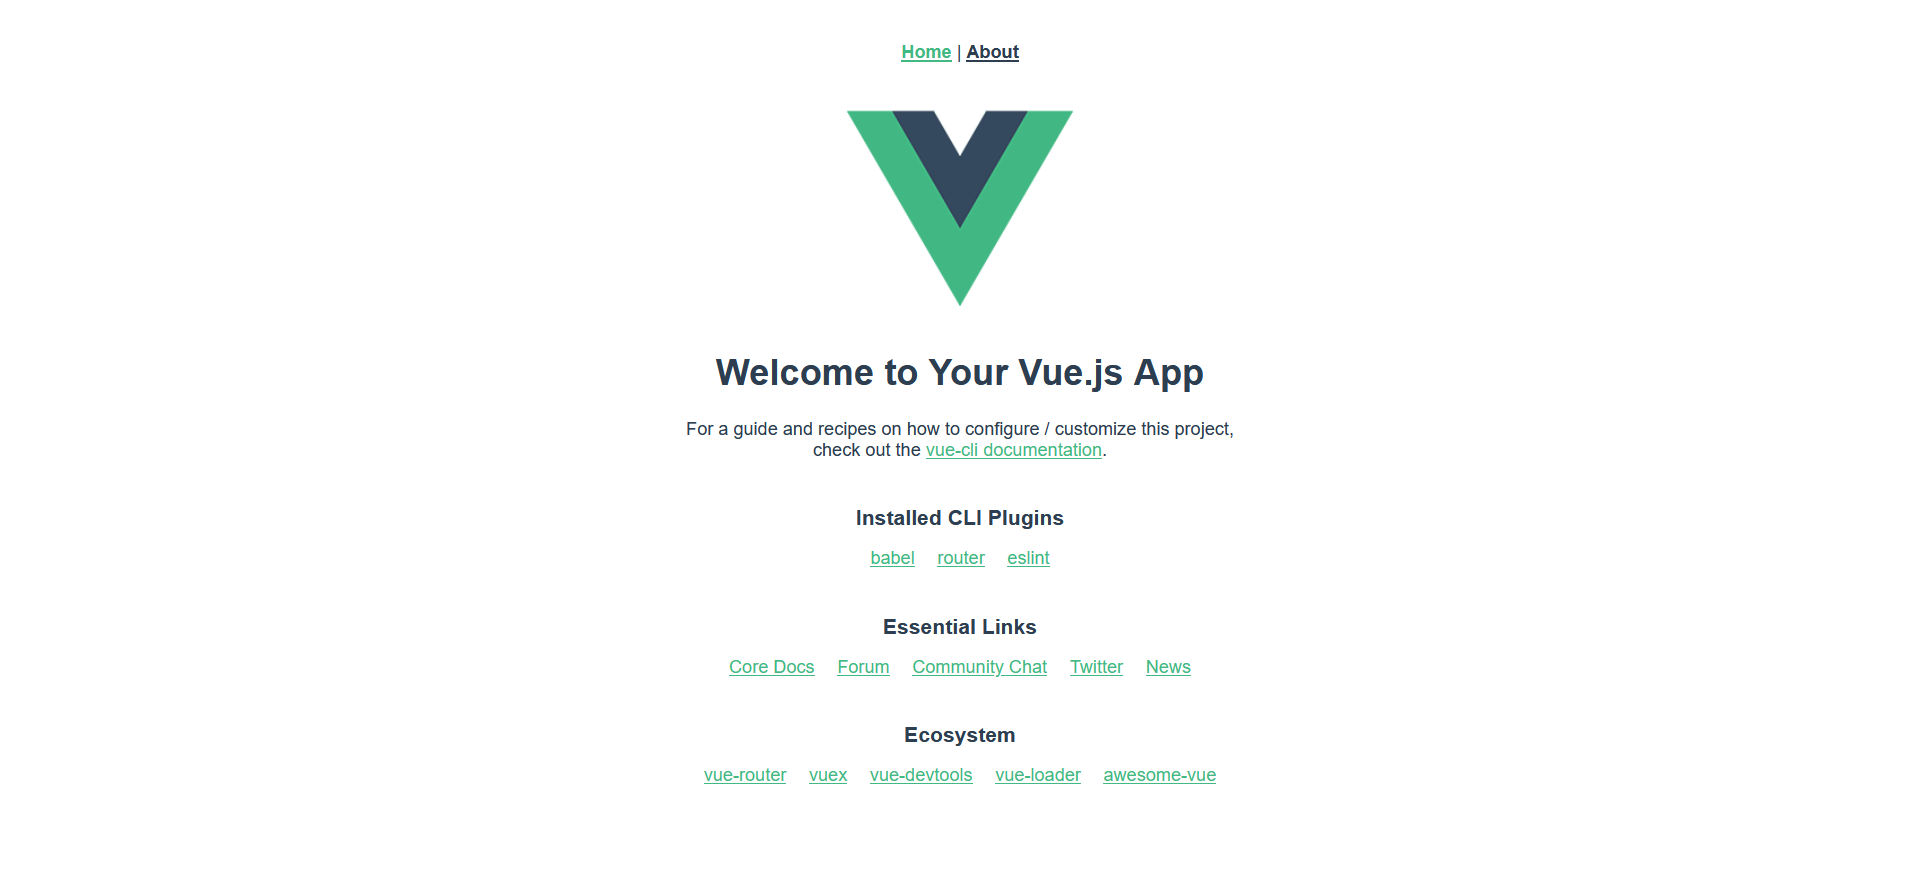 Home | About
Welcome to Your Vue.js App
For a guide and recipes on how to configure / customize this project,
check out the vue-cli documentation.
Installed CLI Plugins
babel router eslint
Essential Links
Core Docs Forum Community Chat Twitter News
Ecosystem
vue-router vuex vue-devtools vue-loader awesome-vue